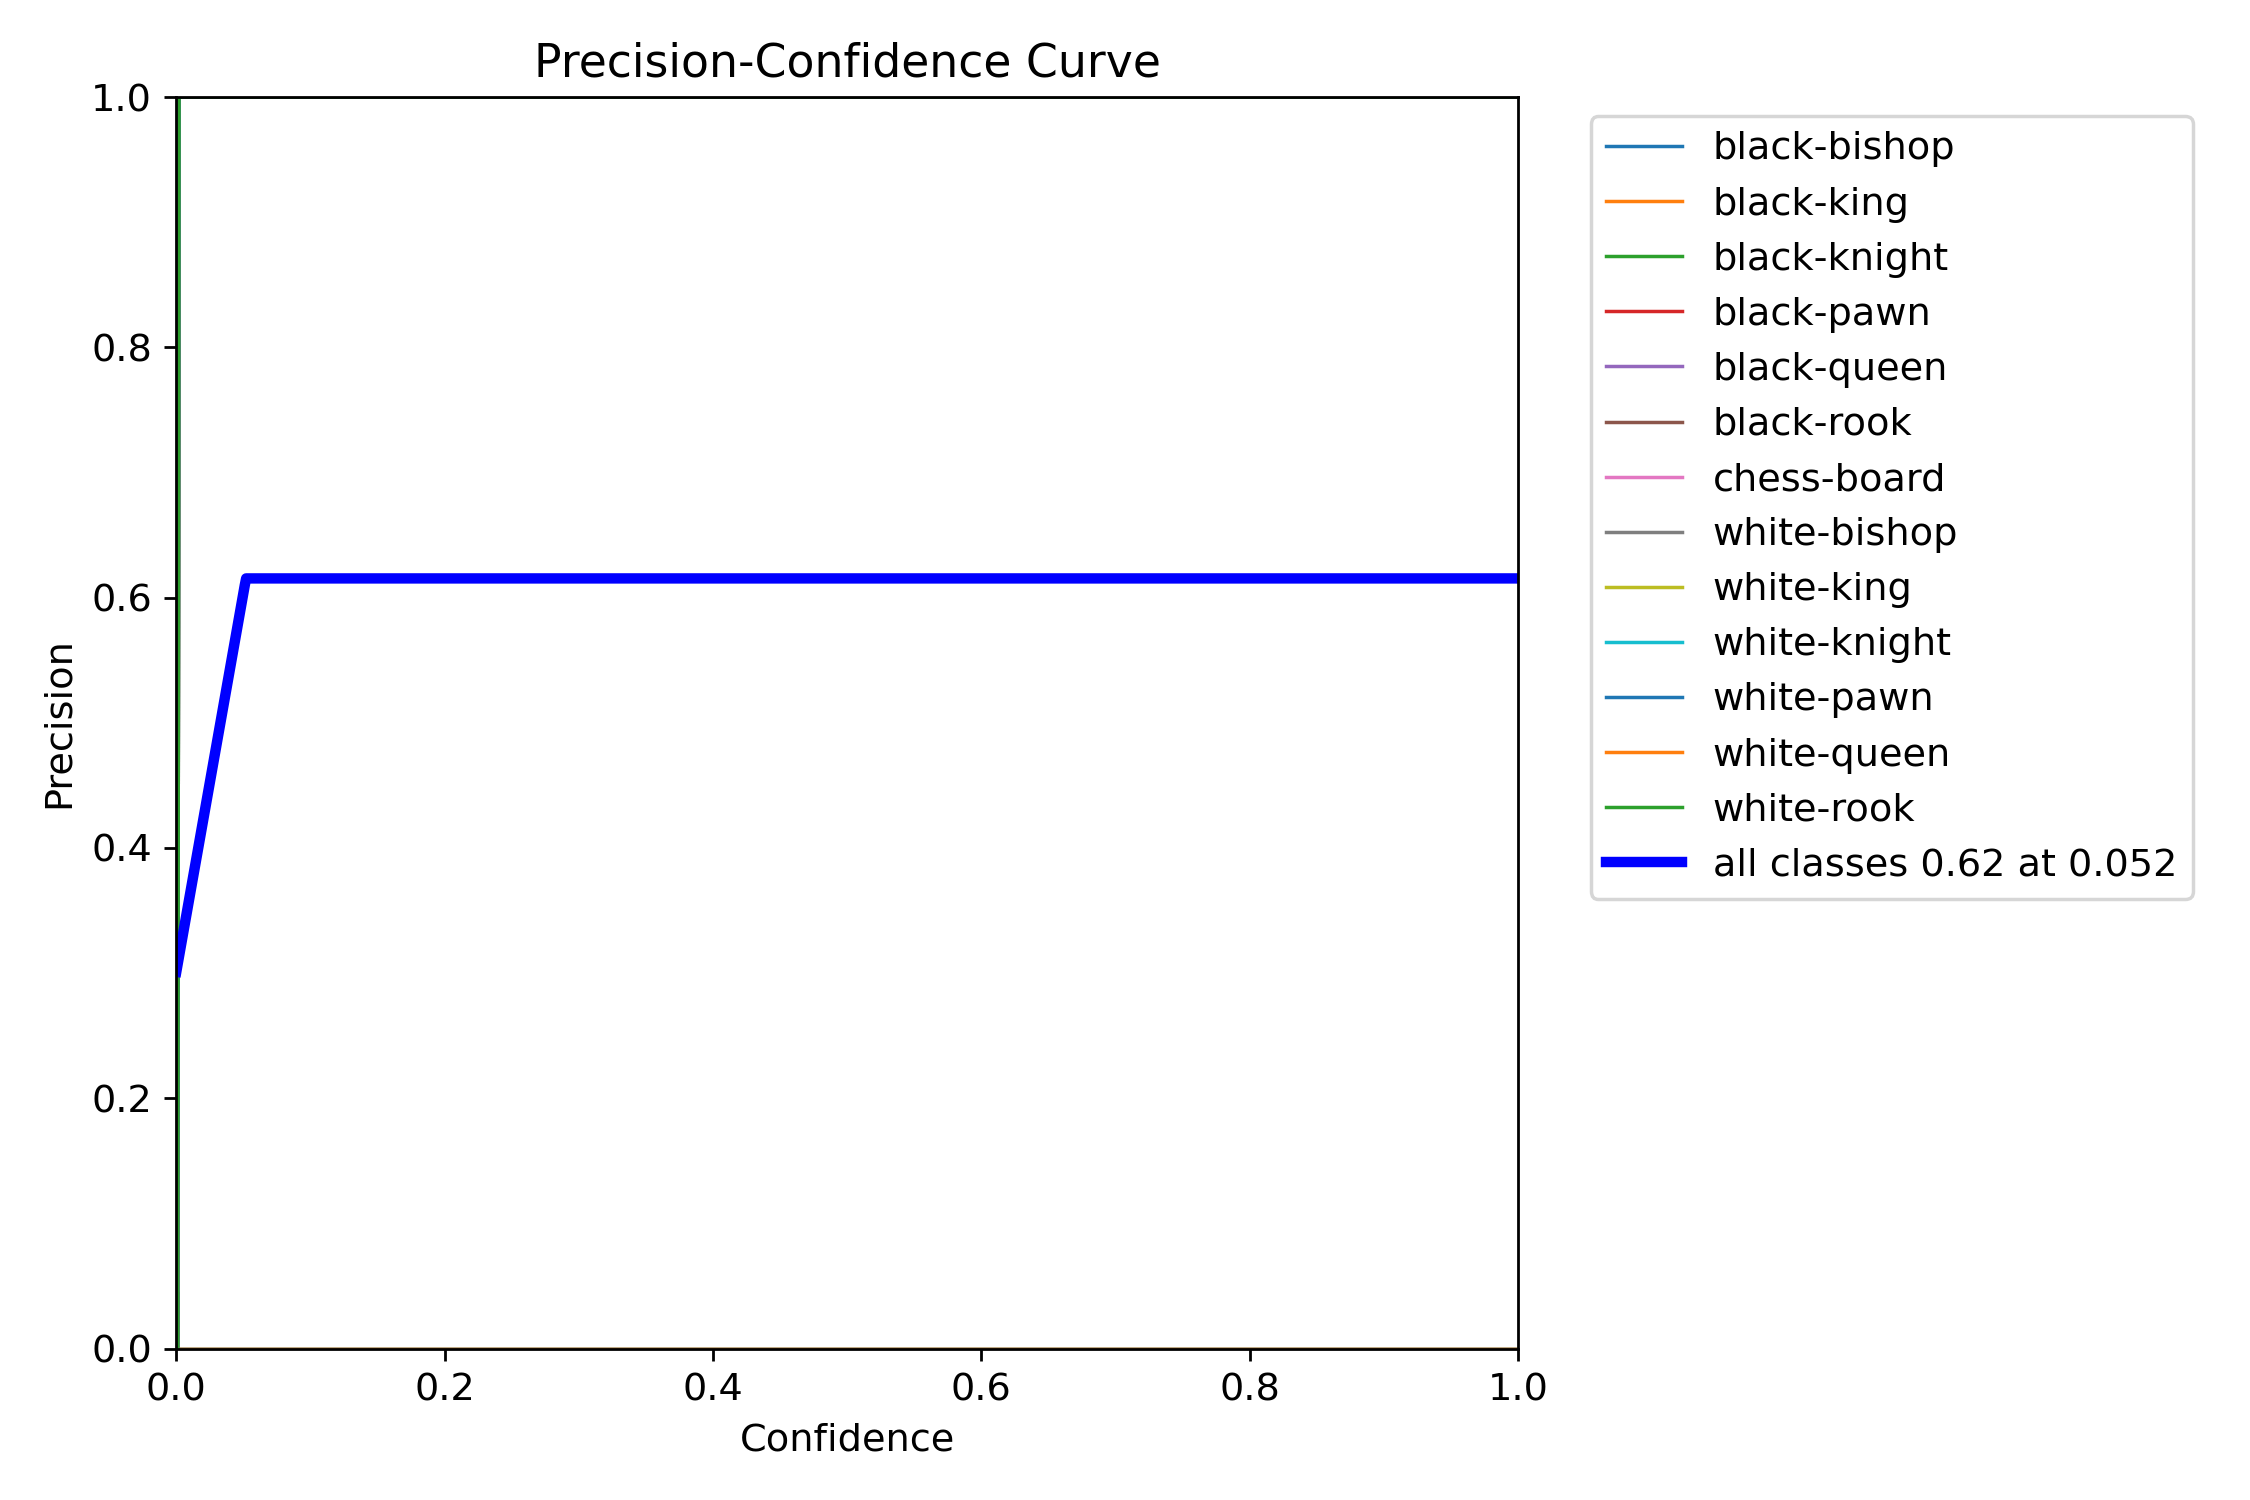 Precision-Confidence Curve
1.0
0.8
0.6
0.4
0.2
0.0
Precision
0.0 0.2 0.4 0.6 0.8 1.0
Confidence
black-bishop
black-king
black-knight
black-pawn
black-queen
black-rook
chess-board
white-bishop
white-king
white-knight
white-pawn
white-queen
white-rook
all classes 0.62 at 0.052